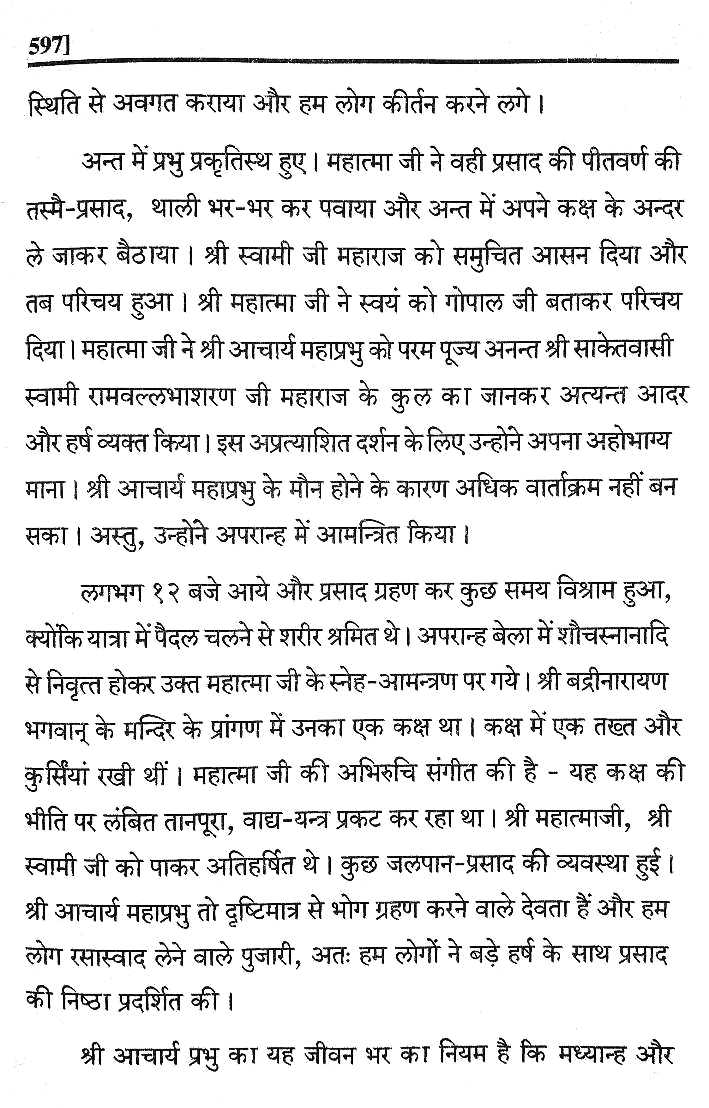 597]
स्थिति से अवगत कराया और हम लोग कीर्तन करने लगे।
अन्त में प्रभु प्रकृतिस्थ हुए। महात्मा जी ने वही प्रसाद की पीतवर्ण की
तस्मै-प्रसाद, थाली भर-भर कर पवाया और अन्त में अपने कक्ष के अन्दर
ले जाकर बैठाया। श्री स्वामी जी महाराज को समुचित आसन दिया और
तब परिचय हुआ। श्री महात्मा जी ने स्वयं को गोपाल जी बताकर परिचय
दिया। महात्मा जी ने श्री आचार्य महाप्रभु को परम पूज्य अनन्त श्री साकेतवासी
स्वामी रामवल्लभाशरण जी महाराज के कुल का जानकर अत्यन्त आदर
और हर्ष व्यक्त किया। इस अप्रत्याशित दर्शन के लिए उन्होंने अपना अहोभाग्य
माना। श्री आचार्य महाप्रभु के मौन होने के कारण अधिक वार्ताक्रम नहीं बन
सका। अस्तु, उन्होंने अपरान्ह में आमन्त्रित किया।
लगभग १२ बजे आये और प्रसाद ग्रहण कर कुछ समय विश्राम हुआ,
क्योंकि यात्रा में पैदल चलने से शरीर श्रमित थे। अपरान्ह बेला में शौचस्नानादि
से निवृत्त होकर उक्त महात्मा जी के स्नेह-आमन्त्रण पर गये। श्री बद्रीनारायण
भगवान् के मन्दिर के प्रांगण में उनका एक कक्ष था। कक्ष में एक तख्त और
कुर्सियां रखी थीं। महात्मा जी की अभिरुचि संगीत की है - यह कक्ष की
भीति पर लंबित तानपूरा, वाद्य-यन्त्र प्रकट कर रहा था। श्री महात्माजी, श्री
स्वामी जी को पाकर अतिहर्षित थे। कुछ जलपान-प्रसाद की व्यवस्था हुई।
श्री आचार्य महाप्रभु तो दृष्टिमात्र से भोग ग्रहण करने वाले देवता हैं और हम
लोग रसास्वाद लेने वाले पुजारी, अतः हम लोगों ने बड़े हर्ष के साथ प्रसाद
की निष्ठा प्रदर्शित की।
श्री आचार्य प्रभु का यह जीवन भर का नियम है कि मध्यान्ह और